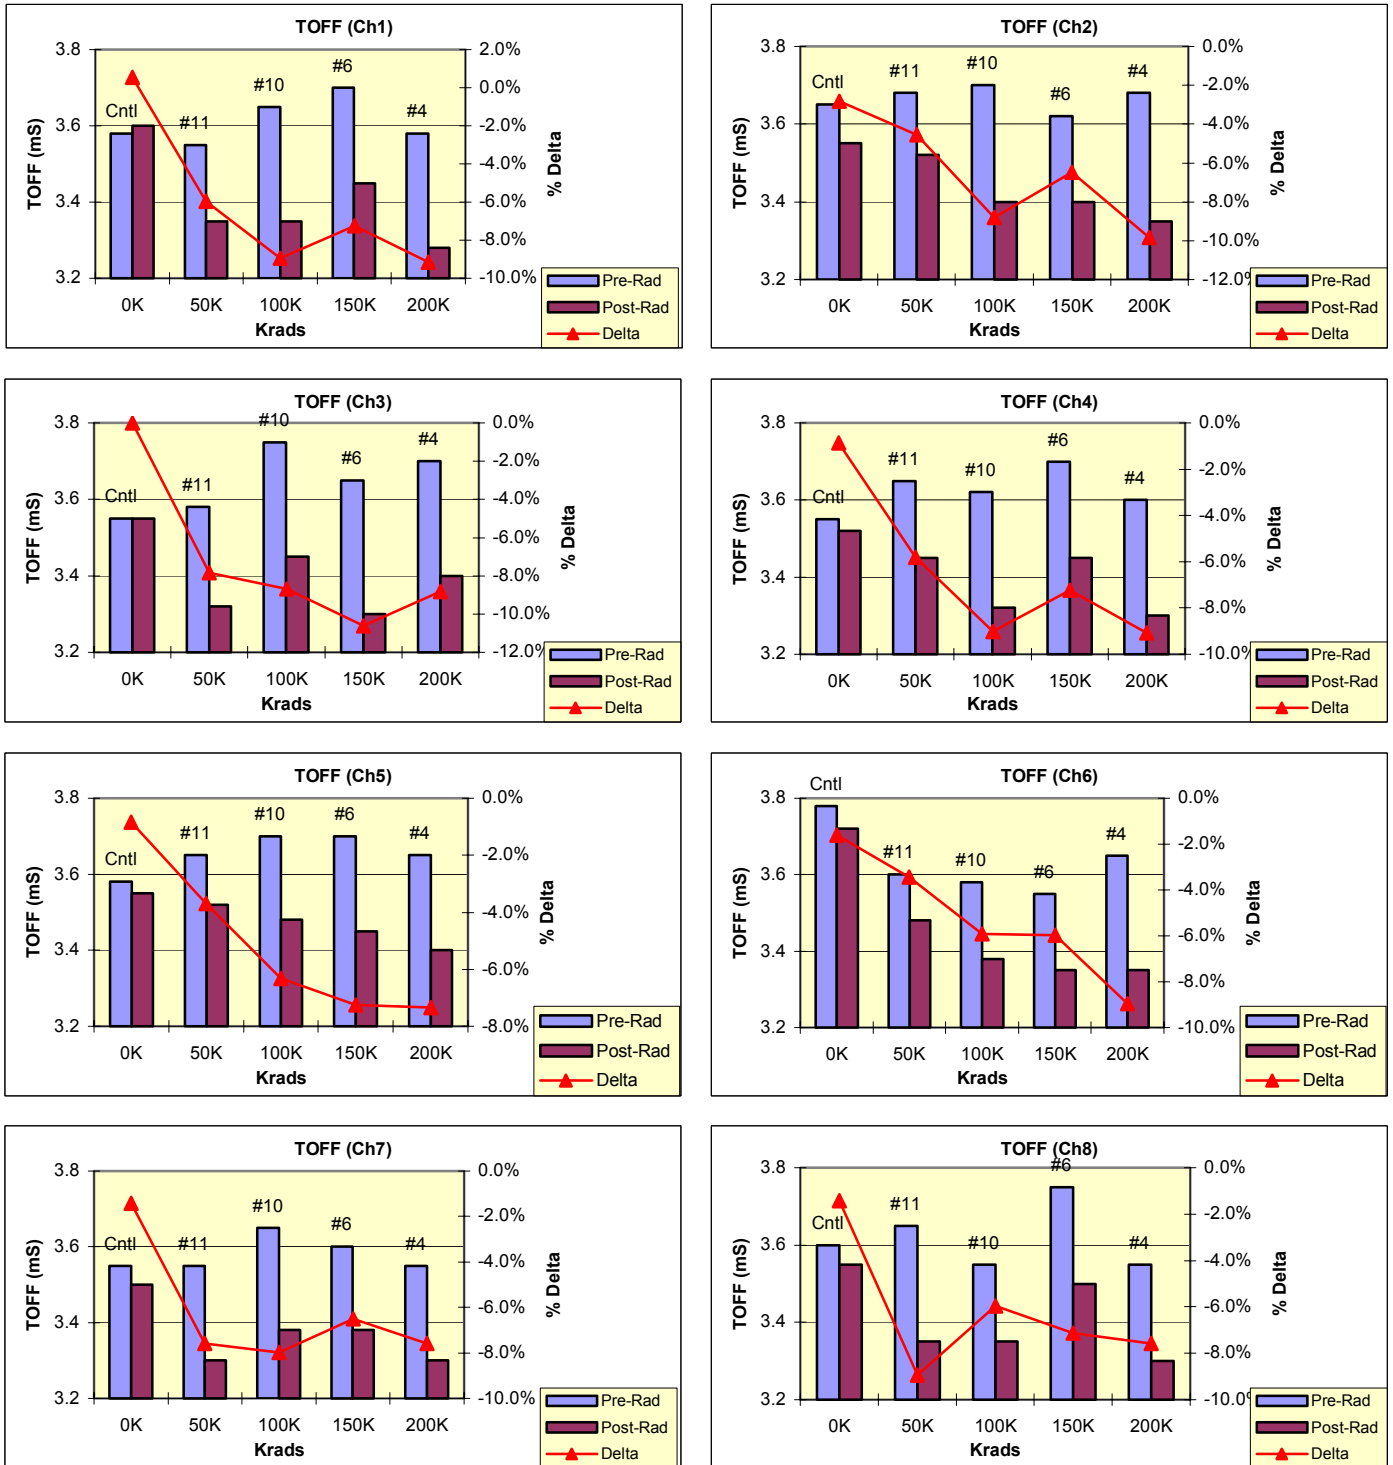 TOFF (Ch1)
3.8
3.6
3.4
3.2
TOFF (mS)
2.0%
0.0%
-2.0%
-4.0%
-6.0%
-8.0%
-10.0%
% Delta
Cntl
#11
#10
#6
#4
0K 50K 100K 150K 200K
Krads
Pre-Rad
Post-Rad
Delta
TOFF (Ch2)
3.8
3.6
3.4
3.2
TOFF (mS)
0.0%
-2.0%
-4.0%
-6.0%
-8.0%
-10.0%
-12.0%
% Delta
Cntl
#11
#10
#6
#4
0K 50K 100K 150K 200K
Krads
Pre-Rad
Post-Rad
Delta
TOFF (Ch3)
3.8
3.6
3.4
3.2
TOFF (mS)
0.0%
-2.0%
-4.0%
-6.0%
-8.0%
-10.0%
-12.0%
% Delta
Cntl
#11
#10
#6
#4
0K 50K 100K 150K 200K
Krads
Pre-Rad
Post-Rad
Delta
TOFF (Ch4)
3.8
3.6
3.4
3.2
TOFF (mS)
0.0%
-2.0%
-4.0%
-6.0%
-8.0%
-10.0%
% Delta
Cntl
#11
#10
#6
#4
0K 50K 100K 150K 200K
Krads
Pre-Rad
Post-Rad
Delta
TOFF (Ch5)
3.8
3.6
3.4
3.2
TOFF (mS)
0.0%
-2.0%
-4.0%
-6.0%
-8.0%
% Delta
Cntl
#11
#10
#6
#4
0K 50K 100K 150K 200K
Krads
Pre-Rad
Post-Rad
Delta
TOFF (Ch6)
3.8
3.6
3.4
3.2
TOFF (mS)
0.0%
-2.0%
-4.0%
-6.0%
-8.0%
-10.0%
% Delta
Cntl
#11
#10
#6
#4
0K 50K 100K 150K 200K
Krads
Pre-Rad
Post-Rad
Delta
TOFF (Ch7)
3.8
3.6
3.4
3.2
TOFF (mS)
0.0%
-2.0%
-4.0%
-6.0%
-8.0%
-10.0%
% Delta
Cntl
#11
#10
#6
#4
0K 50K 100K 150K 200K
Krads
Pre-Rad
Post-Rad
Delta
TOFF (Ch8)
3.8
3.6
3.4
3.2
TOFF (mS)
0.0%
-2.0%
-4.0%
-6.0%
-8.0%
-10.0%
% Delta
Cntl
#11
#10
#6
#4
0K 50K 100K 150K 200K
Krads
Pre-Rad
Post-Rad
Delta